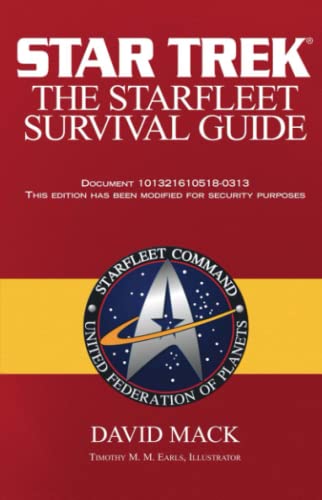 STAR TREK®
THE STARFLEET
SURVIVAL GUIDE
DOCUMENT 101321610518-0313
THIS EDITION HAS BEEN MODIFIED FOR SECURITY PURPOSES
STARFLEET COMMAND
UNITED FEDERATION OF PLANETS
DAVID MACK
TIMOTHY M. M. EARLS, ILLUSTRATOR